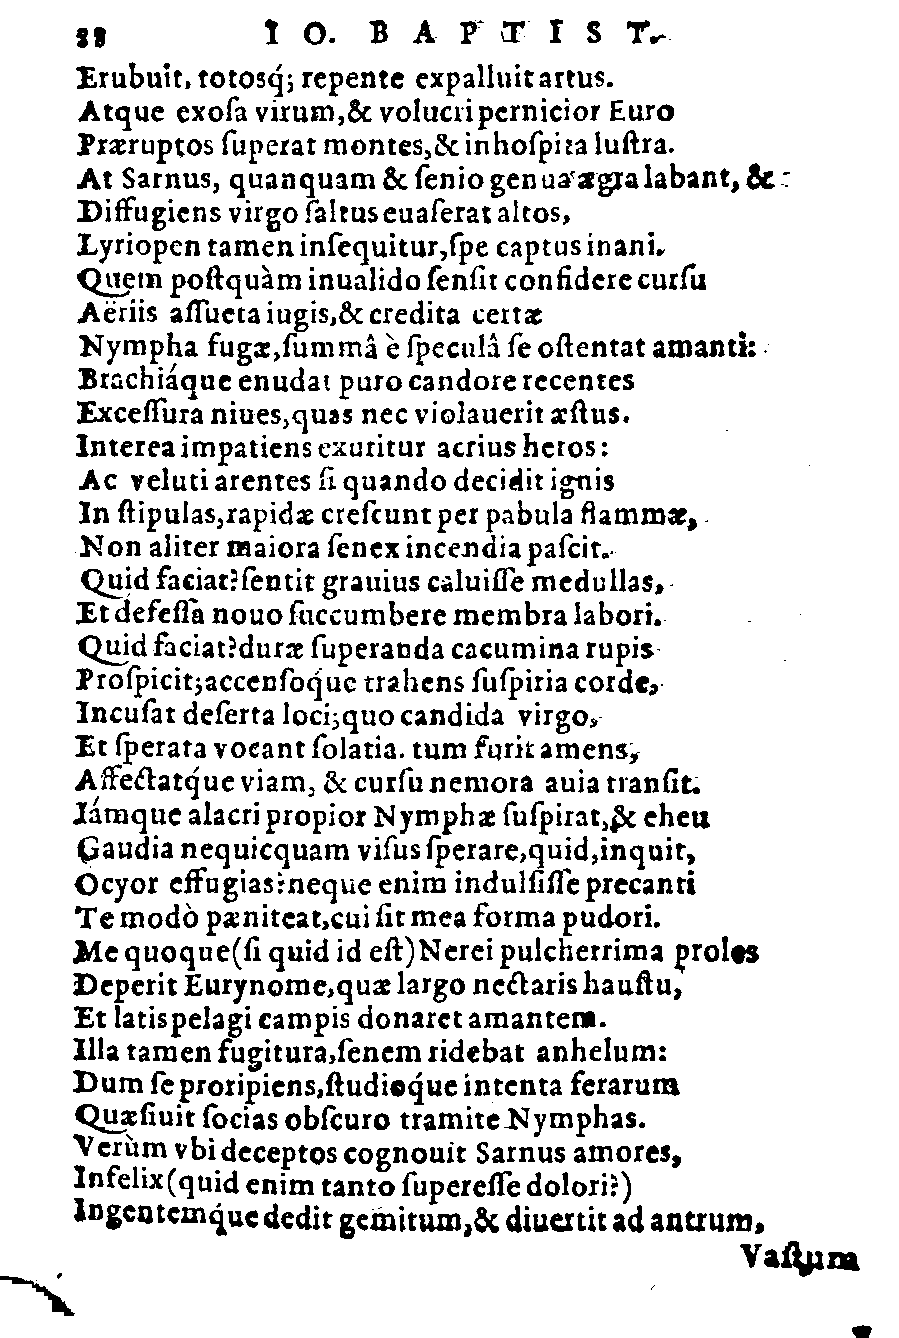 38 IO. BAPTIST.
Erubuit, totosq́; repente expalluit artus.
Atque exoſa virum,& volucri pernicior Euro
Præruptos ſuperat montes,& inhoſpita luſtra.
At Sarnus, quanquam & ſenio genua ægra labant, &
Diffugiens virgo ſaltus euaſerat altos,
Lyriopen tamen inſequitur,ſpe captus inani.
Quem poſtquàm inualido ſenſit confidere curſu
Aëriis aſſueta iugis,& credita certæ
Nympha fugæ,ſummâ è ſpeculâ ſe oſtentat amanti:
Brachiáque enudat puro candore recentes
Exceſſura niues,quas nec violauerit æſtus.
Interea impatiens exuritur acrius heros:
Ac veluti arentes ſi quando decidit ignis
In ſtipulas,rapidæ creſcunt per pabula flammæ,
Non aliter maiora ſenex incendia paſcit.
Quid faciat?ſentit grauius caluiſſe medullas,
Et defeſſa nouo ſuccumbere membra labori.
Quid faciat?duræ ſuperanda cacumina rupis
Proſpicit;accenſoq́ue trahens ſuſpiria corde,
Incuſat deſerta loci;quo candida virgo,
Et ſperata vocant ſolatia. tum furit amens,
Affectatq́ue viam, & curſu nemora auia tranſit.
Iámque alacri propior Nymphæ ſuſpirat,& eheu
Gaudia nequicquam viſus ſperare,quid,inquit,
Ocyor effugias?neque enim indulſiſſe precanti
Te modò pæniteat,cui ſit mea forma pudori.
Me quoque(ſi quid id eſt)Nerei pulcherrima proles
Deperit Eurynome,quæ largo nectaris hauſtu,
Et latis pelagi campis donaret amantem.
Illa tamen fugitura,ſenem ridebat anhelum:
Dum ſe proripiens,ſtudioq́ue intenta ferarum
Quæſiuit ſocias obſcuro tramite Nymphas.
Verùm vbi deceptos cognouit Sarnus amores,
Infelix(quid enim tanto ſupereſſe dolori?)
Ingentemq́ue dedit gemitum,& diuertit ad antrum,
Vaſtum